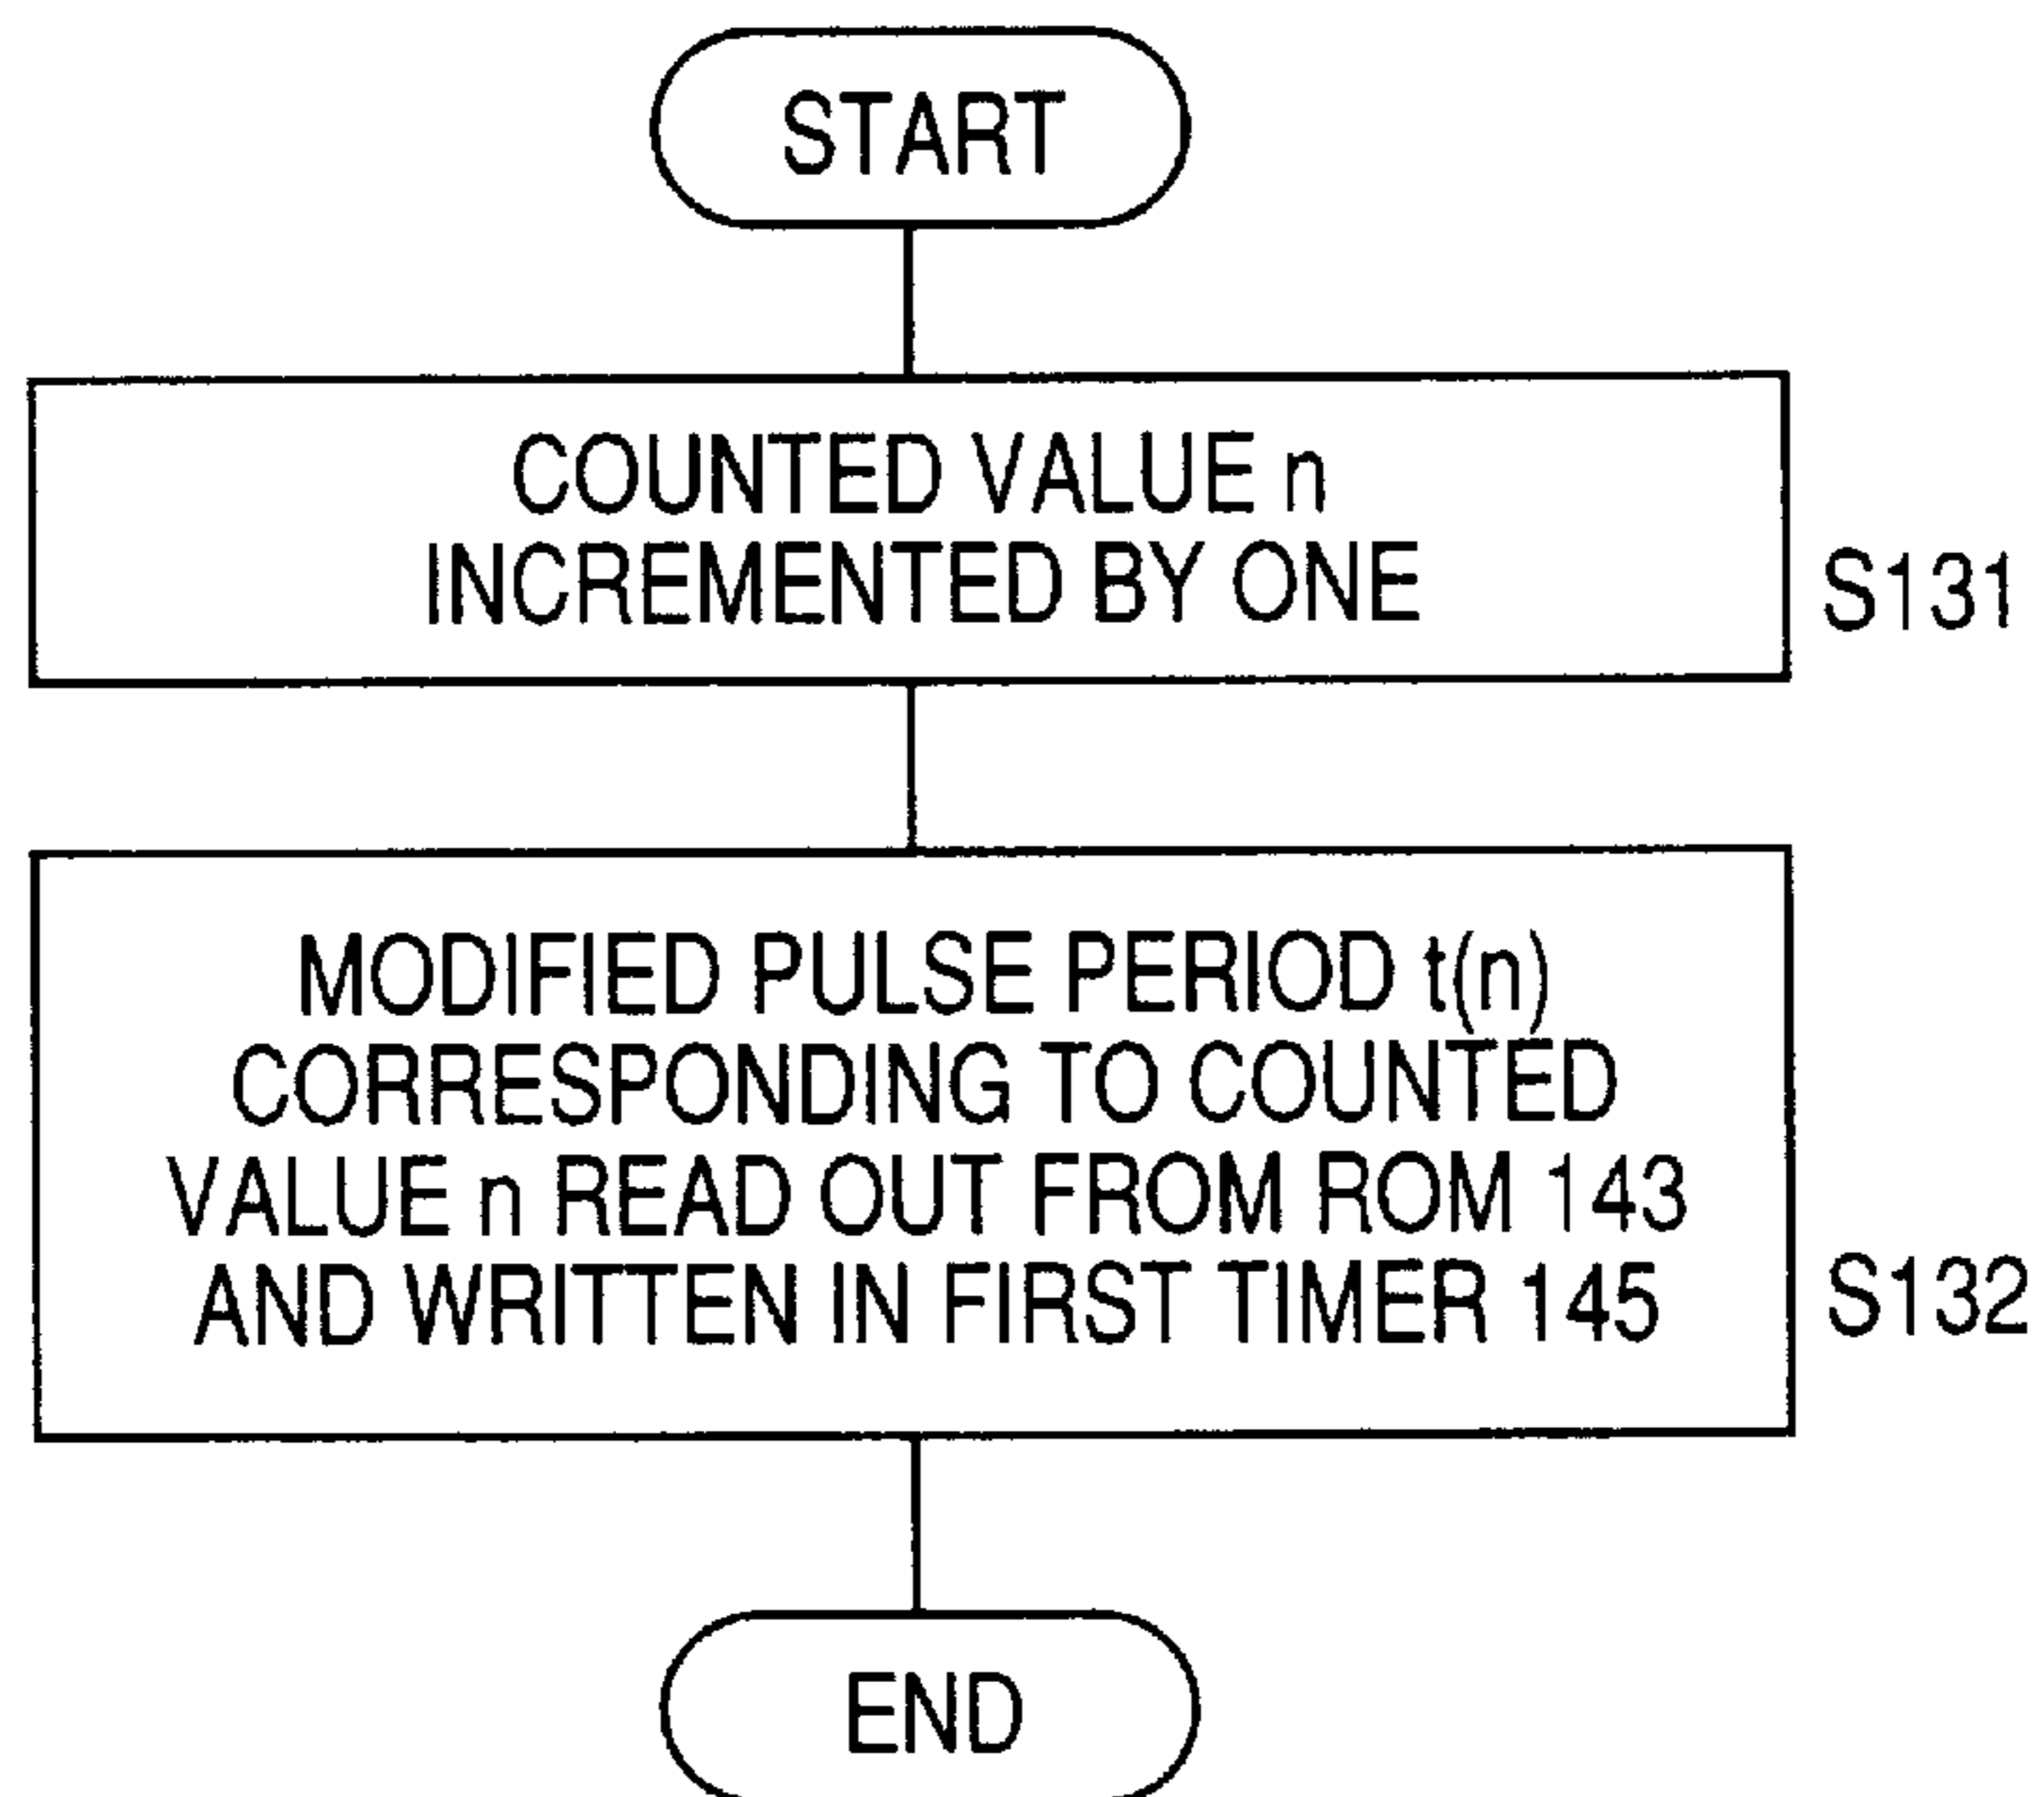 START
COUNTED VALUE n
INCREMENTED BY ONE
S131
MODIFIED PULSE PERIOD t(n)
CORRESPONDING TO COUNTED
VALUE n READ OUT FROM ROM 143
AND WRITTEN IN FIRST TIMER 145
S132
END